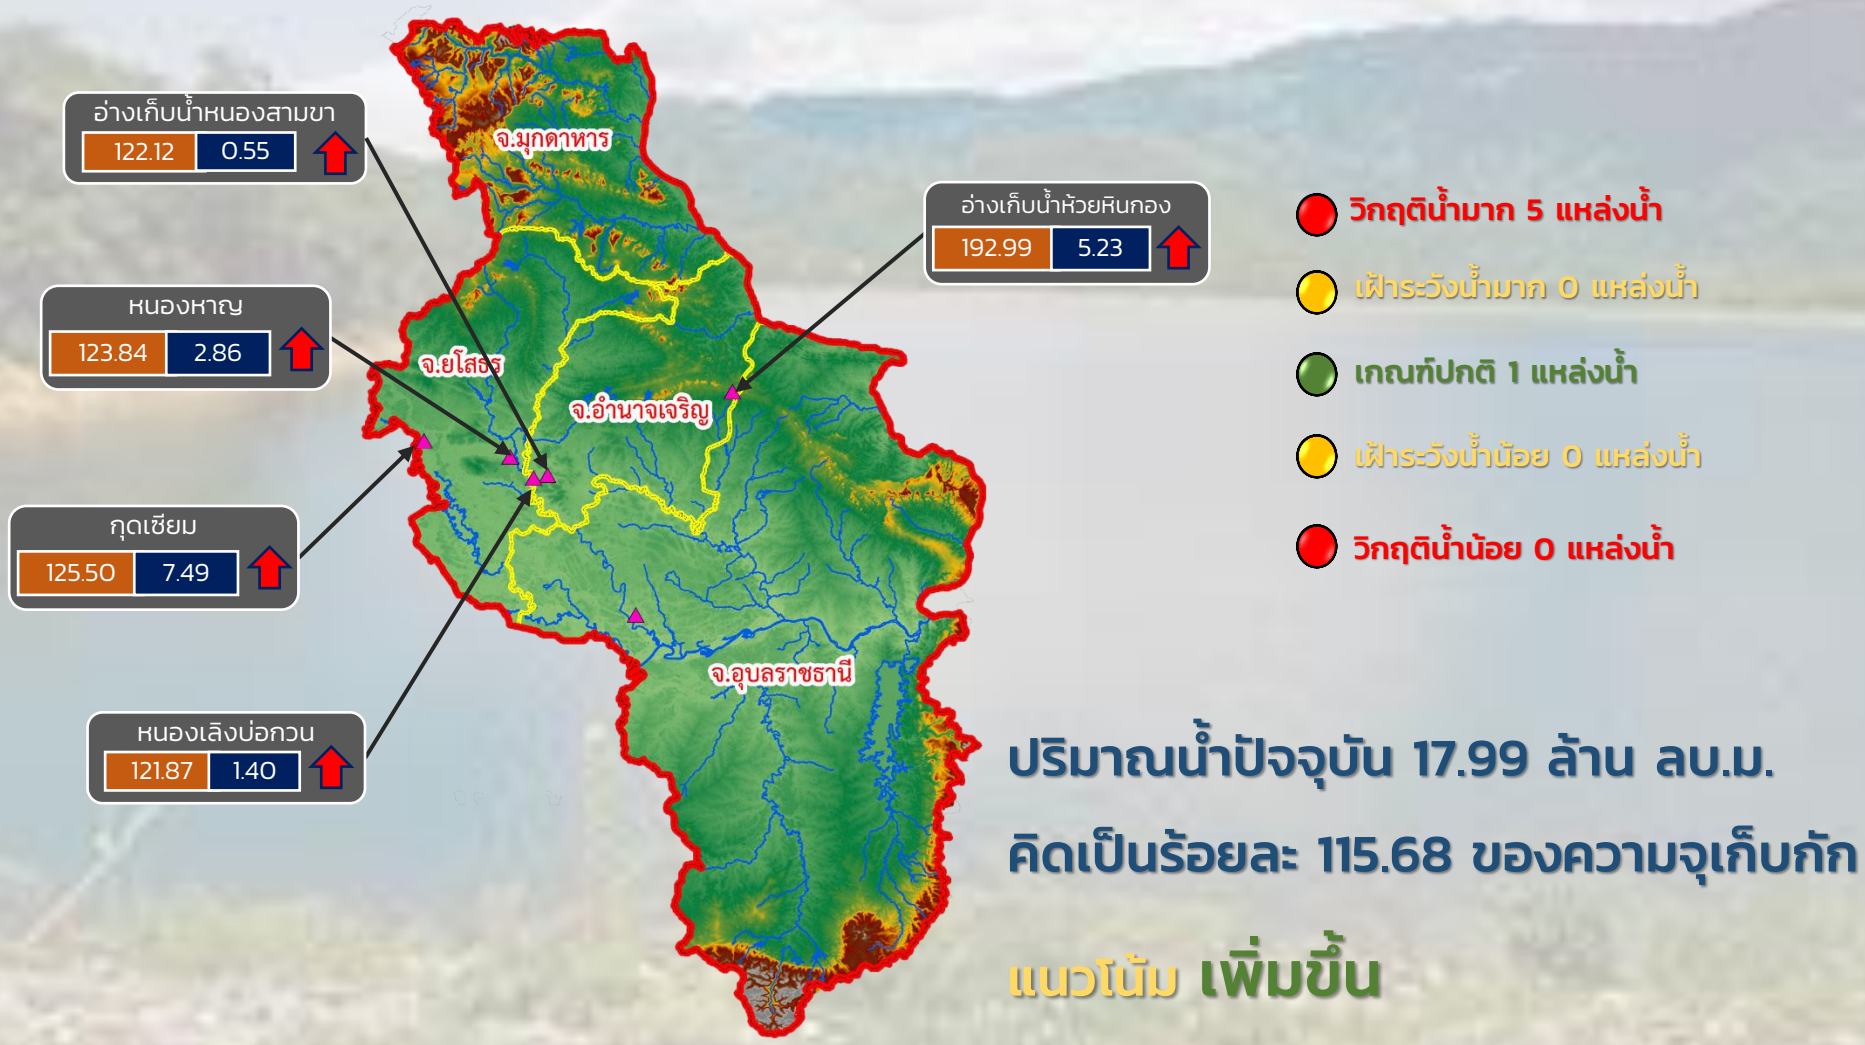 อ่างเก็บน้ำหนองสามขา
122.12 0.55
หนองหาญ
123.84 2.86
กุดเซียม
125.50 7.49
หนองเลิงบ่อกวน
121.87 1.40
อ่างเก็บน้ำห้วยหินกอง
192.99 5.23
จ.มุกดาหาร
จ.ยโสธร
จ.อำนาจเจริญ
จ.อุบลราชธานี
วิกฤติน้ำมาก 5 แหล่งน้ำ
เฝ้าระวังน้ำมาก 0 แหล่งน้ำ
เกณฑ์ปกติ 1 แหล่งน้ำ
เฝ้าระวังน้ำน้อย 0 แหล่งน้ำ
วิกฤติน้ำน้อย 0 แหล่งน้ำ
ปริมาณน้ำปัจจุบัน 17.99 ล้าน ลบ.ม.
คิดเป็นร้อยละ 115.68 ของความจุเก็บกัก
แนวโน้ม เพิ่มขึ้น